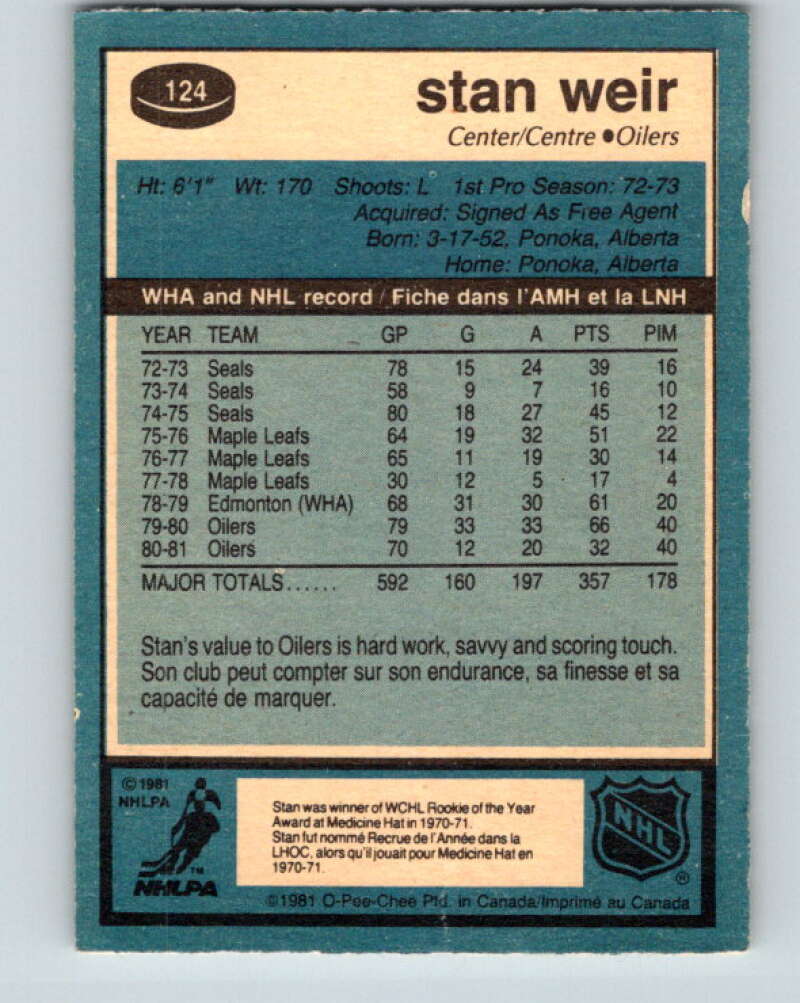 124
stan weir
Center/Centre ●Oilers
Ht: 6'1" Wt: 170 Shoots: L 1st Pro Season: 72-73
Acquired: Signed As Free Agent
Born: 3-17-52, Ponoka, Alberta
Home: Ponoka, Alberta
WHA and NHL record / Fiche dans l'AMH et la LNH
YEAR TEAM GP G A PTS PIM
72-73 Seals 78 15 24 39 16
73-74 Seals 58 9 7 16 10
74-75 Seals 80 18 27 45 12
75-76 Maple Leafs 64 19 32 51 22
76-77 Maple Leafs 65 11 19 30 14
77-78 Maple Leafs 30 12 5 17 4
78-79 Edmonton (WHA) 68 31 30 61 20
79-80 Oilers 79 33 33 66 40
80-81 Oilers 70 12 20 32 40
MAJOR TOTALS...... 592 160 197 357 178
Stan's value to Oilers is hard work, savvy and scoring touch.
Son club peut compter sur son endurance, sa finesse et sa
capacité de marquer.
©1981
NHLPA
TM
NHLPA
Stan was winner of WCHL Rookie of the Year
Award at Medicine Hat in 1970-71.
Stan fut nommé Recrue de l'Année dans la
LHOC, alors qu'il jouait pour Medicine Hat en
1970-71.
NHL
®
©1981 O-Pee-Chee Ptd. in Canada/Imprimé au Canada